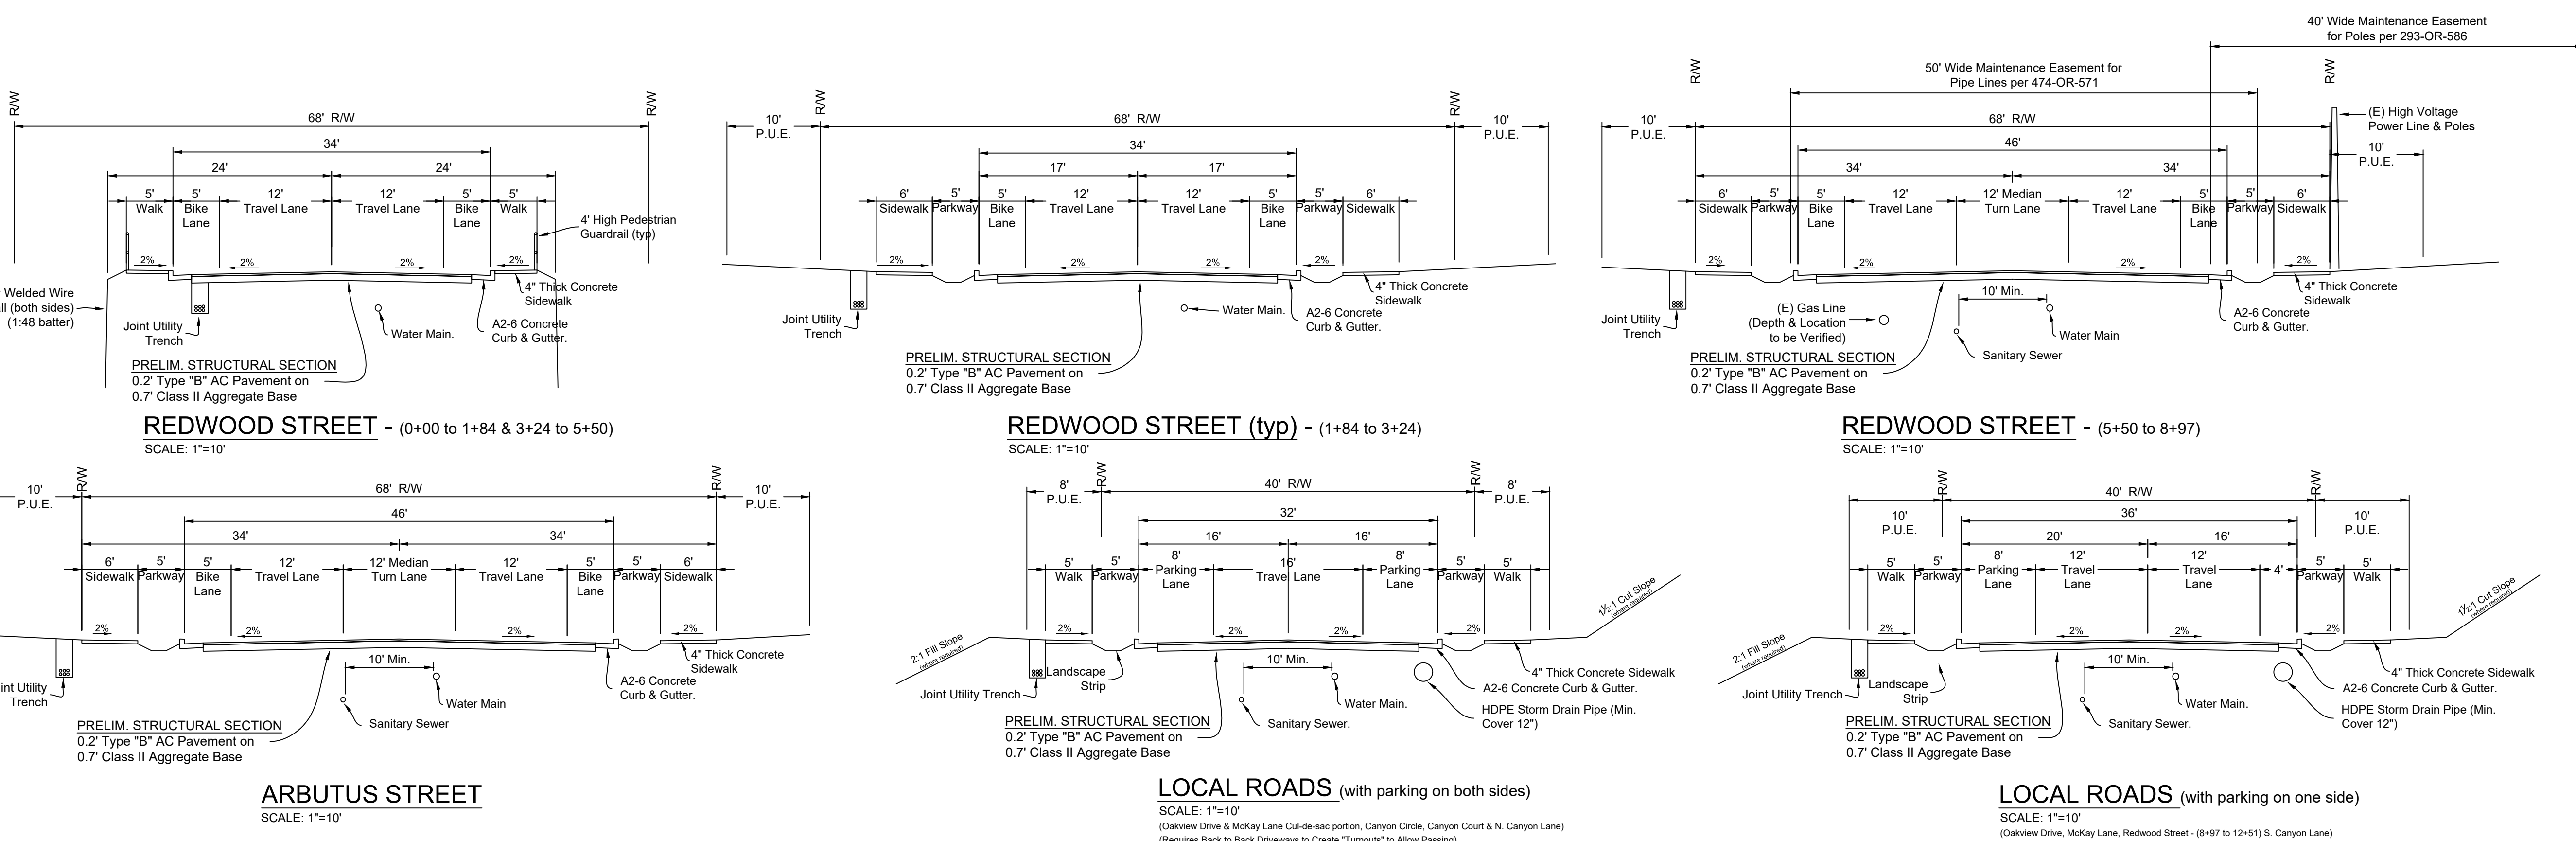 R/W
R/W
68'  R/W
34'
24'
24'
5'
Walk
5'
Bike
Lane
12'
Travel Lane
12'
Travel Lane
5'
Bike
Lane
5'
Walk
4' High Pedestrian
Guardrail (typ)
2%
2%
2%
2%
Welded Wire
(both sides)
(1:48 batter)
4" Thick Concrete
Sidewalk
Joint Utility
Trench
Water Main.
A2-6 Concrete
Curb & Gutter.
PRELIM. STRUCTURAL SECTION
0.2' Type "B" AC Pavement on
0.7' Class II Aggregate Base
REDWOOD STREET - (0+00 to 1+84 & 3+24 to 5+50)
SCALE: 1"=10'
R/W
R/W
10'
P.U.E.
68'  R/W
10'
P.U.E.
34'
17'
17'
6'
Sidewalk
5'
Parkway
5'
Bike
Lane
12'
Travel Lane
12'
Travel Lane
5'
Bike
Lane
5'
Parkway
6'
Sidewalk
2%
2%
2%
2%
4" Thick Concrete
Sidewalk
Joint Utility
Trench
Water Main.
A2-6 Concrete
Curb & Gutter.
PRELIM. STRUCTURAL SECTION
0.2' Type "B" AC Pavement on
0.7' Class II Aggregate Base
REDWOOD STREET (typ) - (1+84 to 3+24)
SCALE: 1"=10'
40' Wide Maintenance Easement
for Poles per 293-OR-586
R/W
R/W
50' Wide Maintenance Easement for
Pipe Lines per 474-OR-571
10'
P.U.E.
68'  R/W
(E) High Voltage
Power Line & Poles
10'
P.U.E.
46'
34'
34'
6'
Sidewalk
5'
Parkway
5'
Bike
Lane
12'
Travel Lane
12' Median
Turn Lane
12'
Travel Lane
5'
Bike
Lane
5'
Parkway
6'
Sidewalk
2%
2%
2%
2%
4" Thick Concrete
Sidewalk
10' Min.
(E) Gas Line
(Depth & Location
to be Verified)
Joint Utility
Trench
A2-6 Concrete
Curb & Gutter.
Water Main
Sanitary Sewer
PRELIM. STRUCTURAL SECTION
0.2' Type "B" AC Pavement on
0.7' Class II Aggregate Base
REDWOOD STREET - (5+50 to 8+97)
SCALE: 1"=10'
R/W
R/W
10'
P.U.E.
68'  R/W
10'
P.U.E.
46'
34'
34'
6'
Sidewalk
5'
Parkway
5'
Bike
Lane
12'
Travel Lane
12' Median
Turn Lane
12'
Travel Lane
5'
Bike
Lane
5'
Parkway
6'
Sidewalk
2%
2%
2%
2%
4" Thick Concrete
Sidewalk
10' Min.
Utility
Trench
A2-6 Concrete
Curb & Gutter.
Water Main
Sanitary Sewer
PRELIM. STRUCTURAL SECTION
0.2' Type "B" AC Pavement on
0.7' Class II Aggregate Base
ARBUTUS STREET
SCALE: 1"=10'
R/W
R/W
8'
P.U.E.
40'  R/W
8'
P.U.E.
32'
16'
16'
5'
Walk
5'
Parkway
8'
Parking
Lane
16'
Travel Lane
8'
Parking
Lane
5'
Parkway
5'
Walk
2%
2%
2%
2%
2:1 Fill Slope
(where required)
1½:1 Cut Slope
(where required)
Landscape
Strip
10' Min.
4" Thick Concrete Sidewalk
Joint Utility Trench
A2-6 Concrete Curb & Gutter.
Water Main.
HDPE Storm Drain Pipe (Min.
Cover 12")
Sanitary Sewer.
PRELIM. STRUCTURAL SECTION
0.2' Type "B" AC Pavement on
0.7' Class II Aggregate Base
LOCAL ROADS (with parking on both sides)
SCALE: 1"=10'
(Oakview Drive & McKay Lane Cul-de-sac portion, Canyon Circle, Canyon Court & N. Canyon Lane)
(Requires Back to Back Driveways to Create "Turnouts" to Allow Passing)
R/W
R/W
40'  R/W
10'
P.U.E.
36'
10'
P.U.E.
20'
16'
5'
Walk
5'
Parkway
8'
Parking
Lane
12'
Travel
Lane
12'
Travel
Lane
4'
5'
Parkway
5'
Walk
2%
2%
2%
2%
2:1 Fill Slope
(where required)
1½:1 Cut Slope
(where required)
Landscape
Strip
10' Min.
4" Thick Concrete Sidewalk
Joint Utility Trench
A2-6 Concrete Curb & Gutter.
Water Main.
HDPE Storm Drain Pipe (Min.
Cover 12")
Sanitary Sewer.
PRELIM. STRUCTURAL SECTION
0.2' Type "B" AC Pavement on
0.7' Class II Aggregate Base
LOCAL ROADS (with parking on one side)
SCALE: 1"=10'
(Oakview Drive, McKay Lane, Redwood Street - (8+97 to 12+51) S. Canyon Lane)